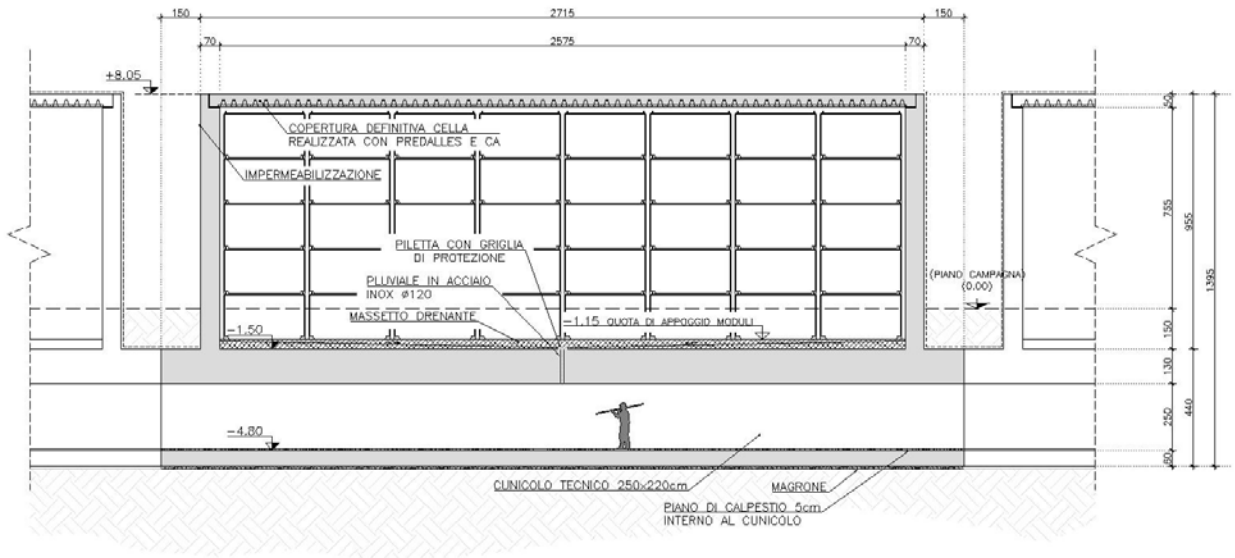 150
2715
150
70
2575
70
+8.05
COPERTURA DEFINITIVA CELLA
REALIZZATA CON PREDALLES E CA
IMPERMEABILIZZAZIONE
PILETTA CON GRIGLIA
DI PROTEZIONE
PLUVIALE IN ACCIAIO
INOX ø120
MASSETTO DRENANTE
-1.50
-1.15 QUOTA DI APPOGGIO MODULI
(PIANO CAMPAGNA)
(0.00)
50
755
955
1395
150
130
440
250
60
-4.80
CUNICOLO TECNICO 250x220cm
MAGRONE
PIANO DI CALPESTIO 5cm
INTERNO AL CUNICOLO